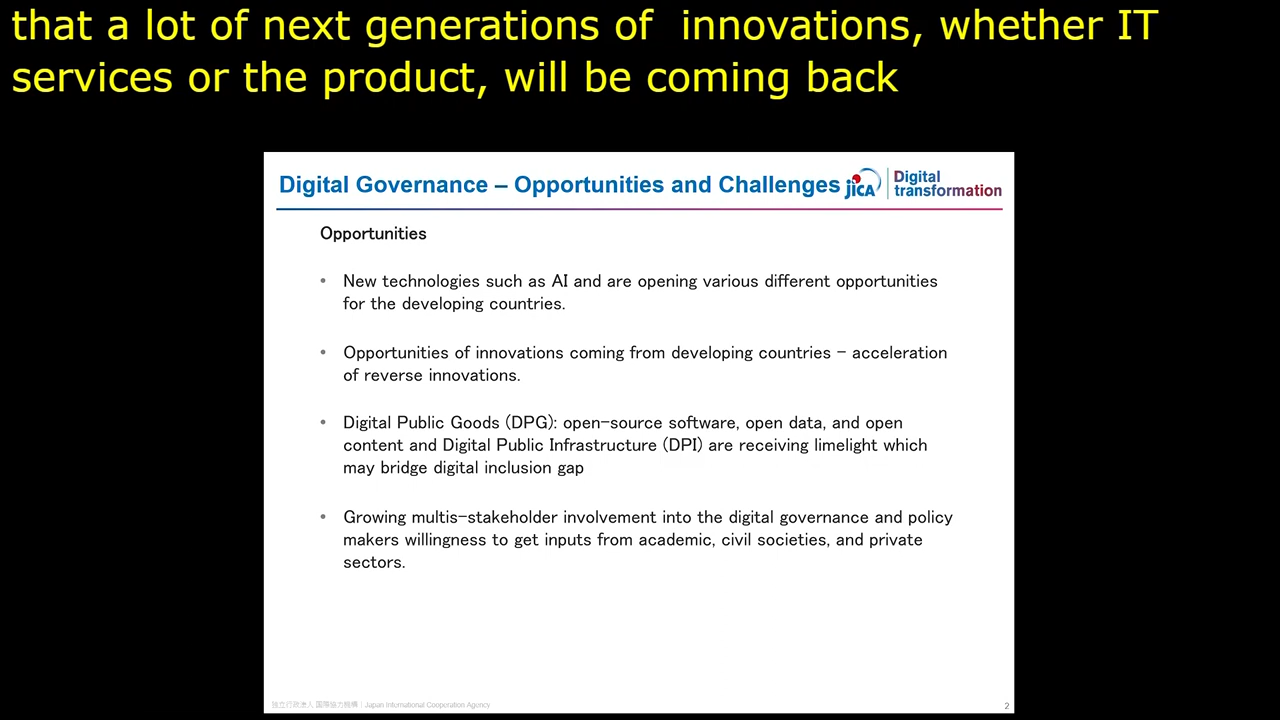 that a lot of next generations of  innovations, whether IT
services or the product, will be coming back
Digital Governance – Opportunities and Challenges
jICA
Digital
transformation
Opportunities
• New technologies such as AI and are opening various different opportunities
for the developing countries.
• Opportunities of innovations coming from developing countries – acceleration
of reverse innovations.
• Digital Public Goods (DPG): open-source software, open data, and open
content and Digital Public Infrastructure (DPI) are receiving limelight which
may bridge digital inclusion gap
• Growing multis-stakeholder involvement into the digital governance and policy
makers willingness to get inputs from academic, civil societies, and private
sectors.
独立行政法人 国際協力機構 | Japan International Cooperation Agency
2